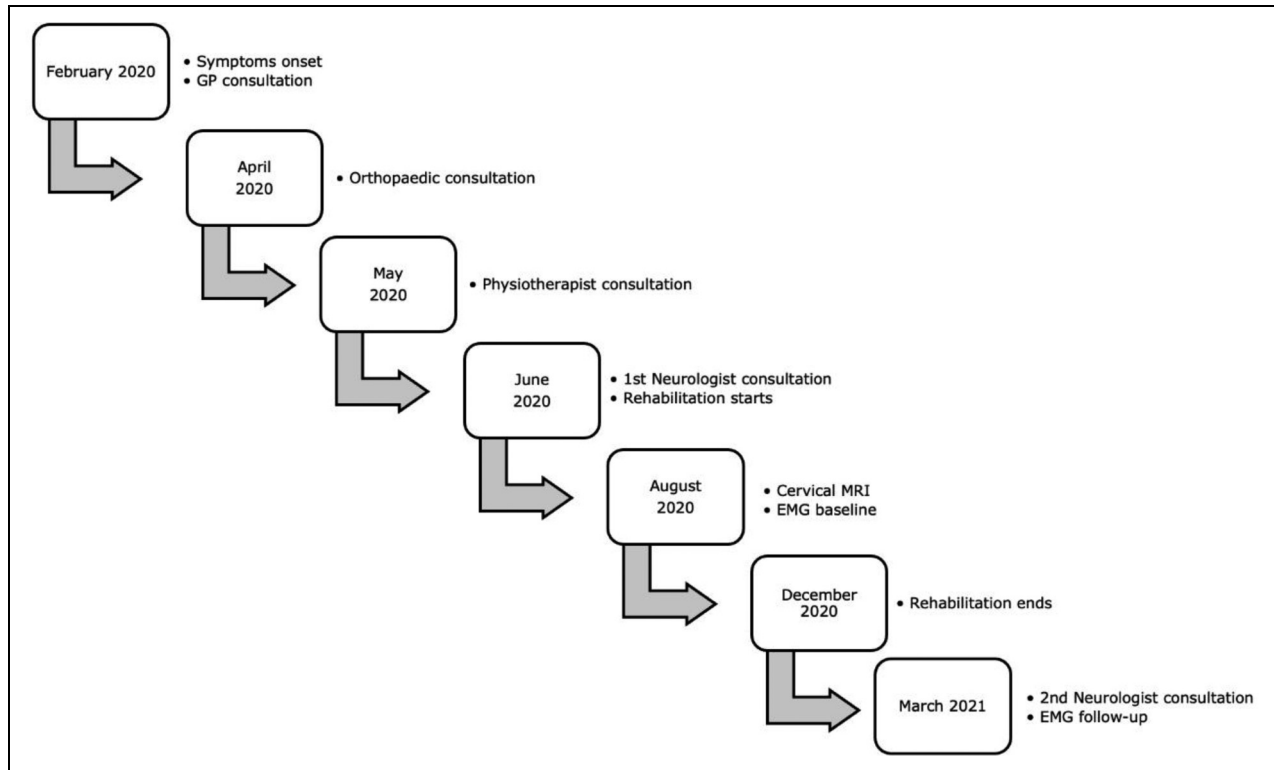 February 2020
• Symptoms onset
• GP consultation
April
2020
• Orthopaedic consultation
May
2020
• Physiotherapist consultation
June
2020
• 1st Neurologist consultation
• Rehabilitation starts
August
2020
• Cervical MRI
• EMG baseline
December
2020
• Rehabilitation ends
March 2021
• 2nd Neurologist consultation
• EMG follow-up